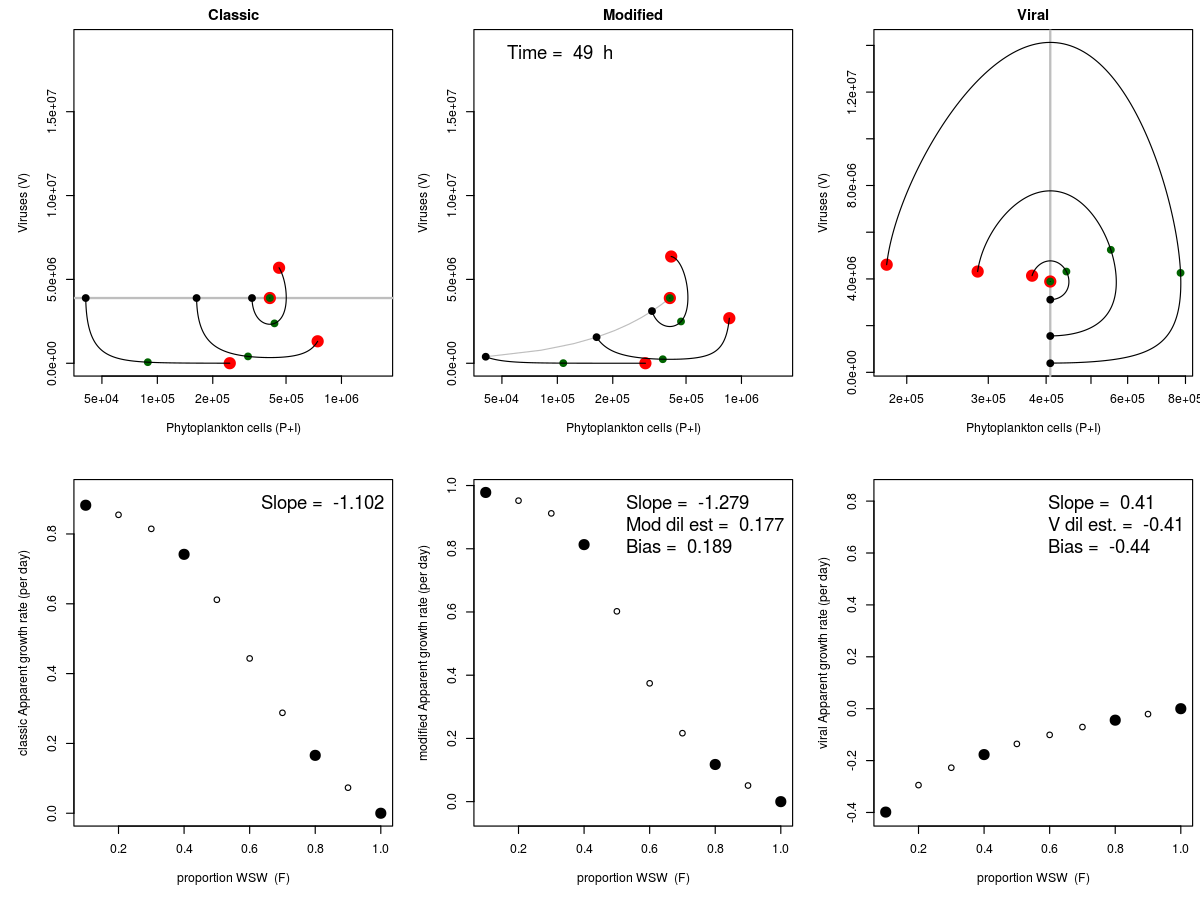 Classic
Modified
Viral
Time = 49 h
Viruses (V)
0.0e+00
5.0e+06
1.0e+07
1.5e+07
5e+04 1e+05 2e+05 5e+05 1e+06
Phytoplankton cells (P+I)
Viruses (V)
0.0e+00
5.0e+06
1.0e+07
1.5e+07
5e+04 1e+05 2e+05 5e+05 1e+06
Phytoplankton cells (P+I)
Viruses (V)
0.0e+00
4.0e+06
8.0e+06
1.2e+07
2e+05 3e+05 4e+05 6e+05 8e+05
Phytoplankton cells (P+I)
Slope = -1.102
classic Apparent growth rate (per day)
0.0
0.2
0.4
0.6
0.8
0.2 0.4 0.6 0.8 1.0
proportion WSW (F)
Slope = -1.279
Mod dil est = 0.177
Bias = 0.189
modified Apparent growth rate (per day)
0.0
0.2
0.4
0.6
0.8
1.0
0.2 0.4 0.6 0.8 1.0
proportion WSW (F)
Slope = 0.41
V dil est. = -0.41
Bias = -0.44
viral Apparent growth rate (per day)
-0.4
-0.2
0.0
0.2
0.4
0.6
0.8
0.2 0.4 0.6 0.8 1.0
proportion WSW (F)